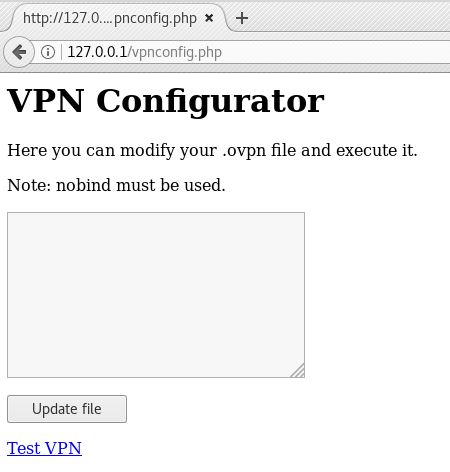 http://127.0....pnconfig.php
127.0.0.1/vpnconfig.php
VPN Configurator
Here you can modify your .ovpn file and execute it.
Note: nobind must be used.
Update file
Test VPN